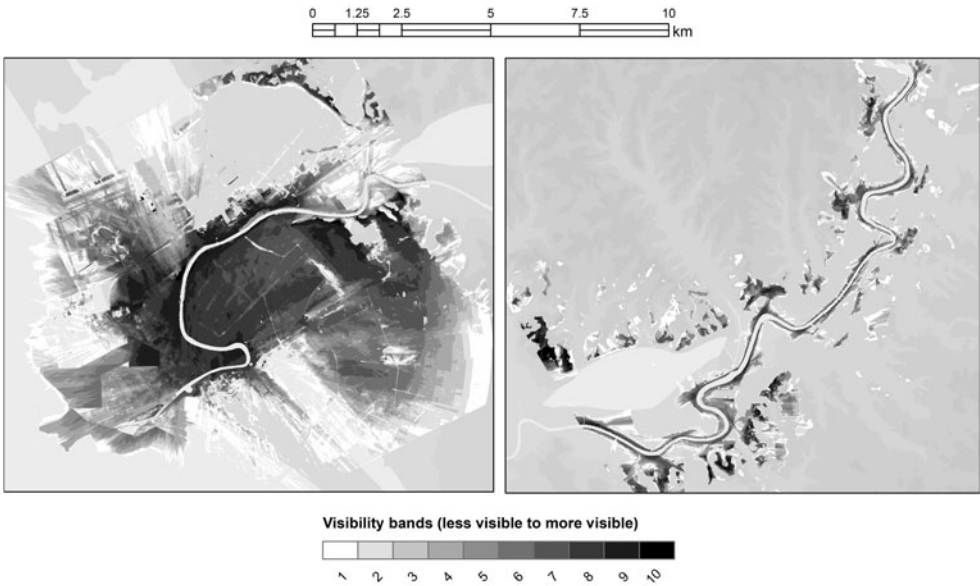 0 1.25 2.5 5 7.5 10
km
Visibility bands (less visible to more visible)
1 2 3 4 5 6 7 8 9 10